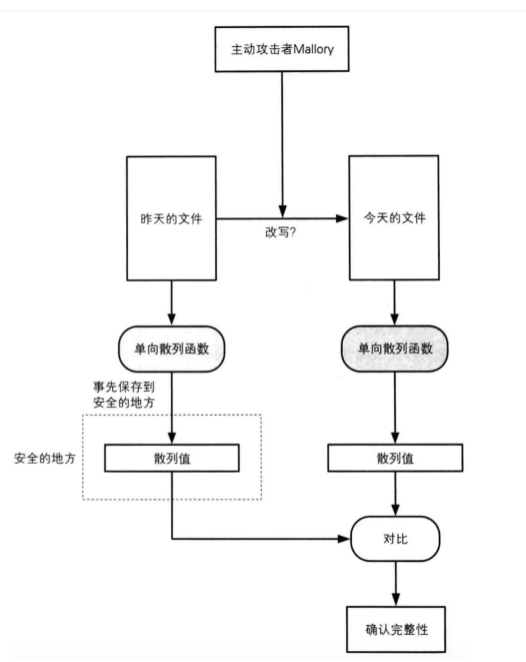 主动攻击者Mallory
昨天的文件
今天的文件
改写?
单向散列函数
单向散列函数
事先保存到
安全的地方
安全的地方
散列值
散列值
对比
确认完整性